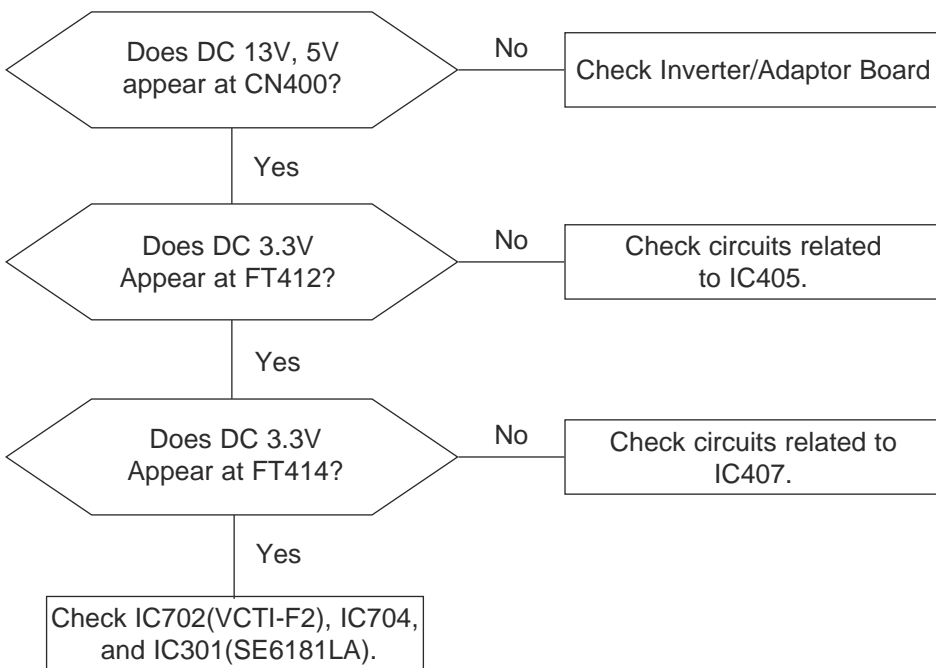 Does DC 13V, 5V
appear at CN400?
No
Check Inverter/Adaptor Board
Yes
Does DC 3.3V
Appear at FT412?
No
Check circuits related
to IC405.
Yes
Does DC 3.3V
Appear at FT414?
No
Check circuits related to
IC407.
Yes
Check IC702(VCTI-F2), IC704,
and IC301(SE6181LA).